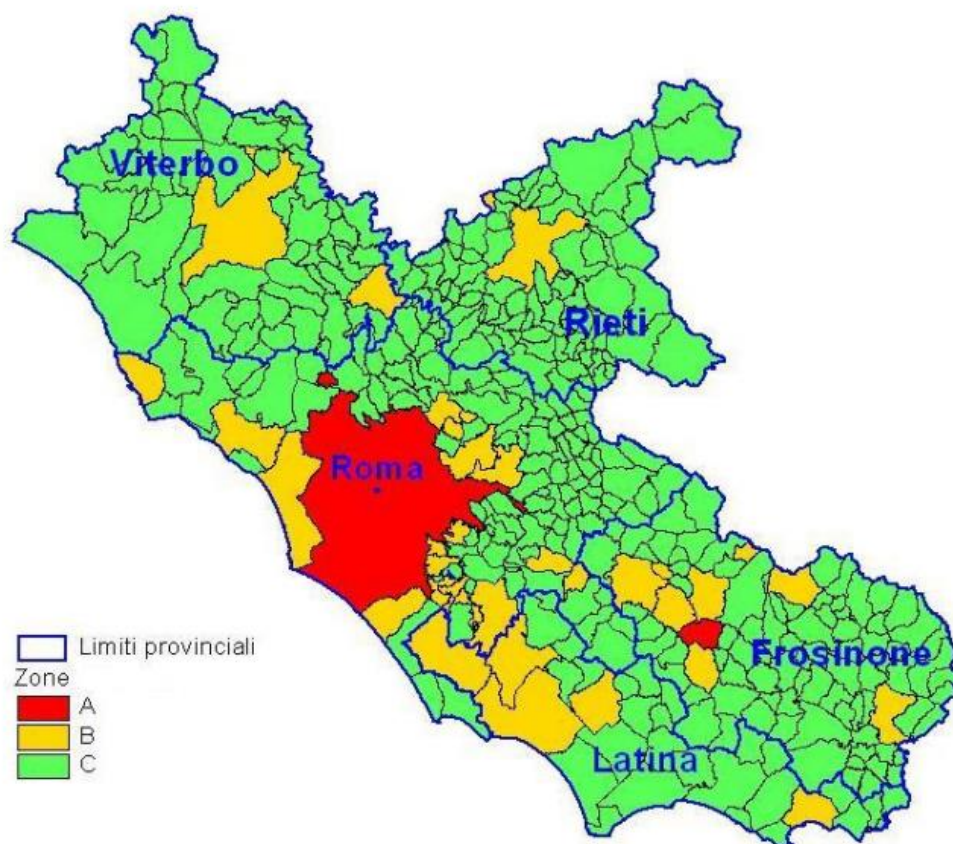 Viterbo
Rieti
Roma
Frosinone
Latina
Limiti provinciali
Zone
A
B
C